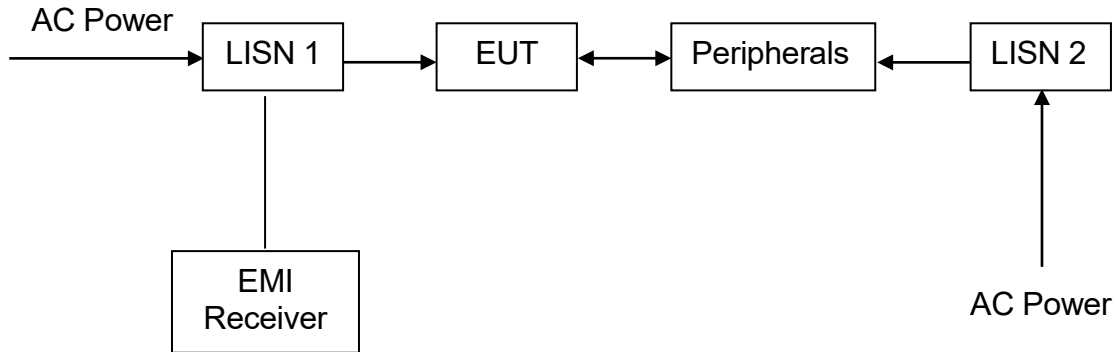 AC Power
LISN 1
EUT
Peripherals
LISN 2
EMI
Receiver
AC Power